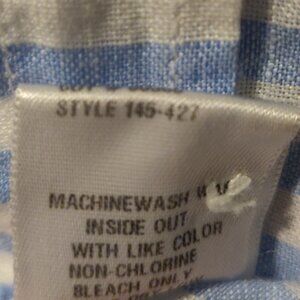 STYLE 145-427
MACHINEWASH
INSIDE OUT
WITH LIKE COLOR
NON-CHLORINE
BLEACH ONLY